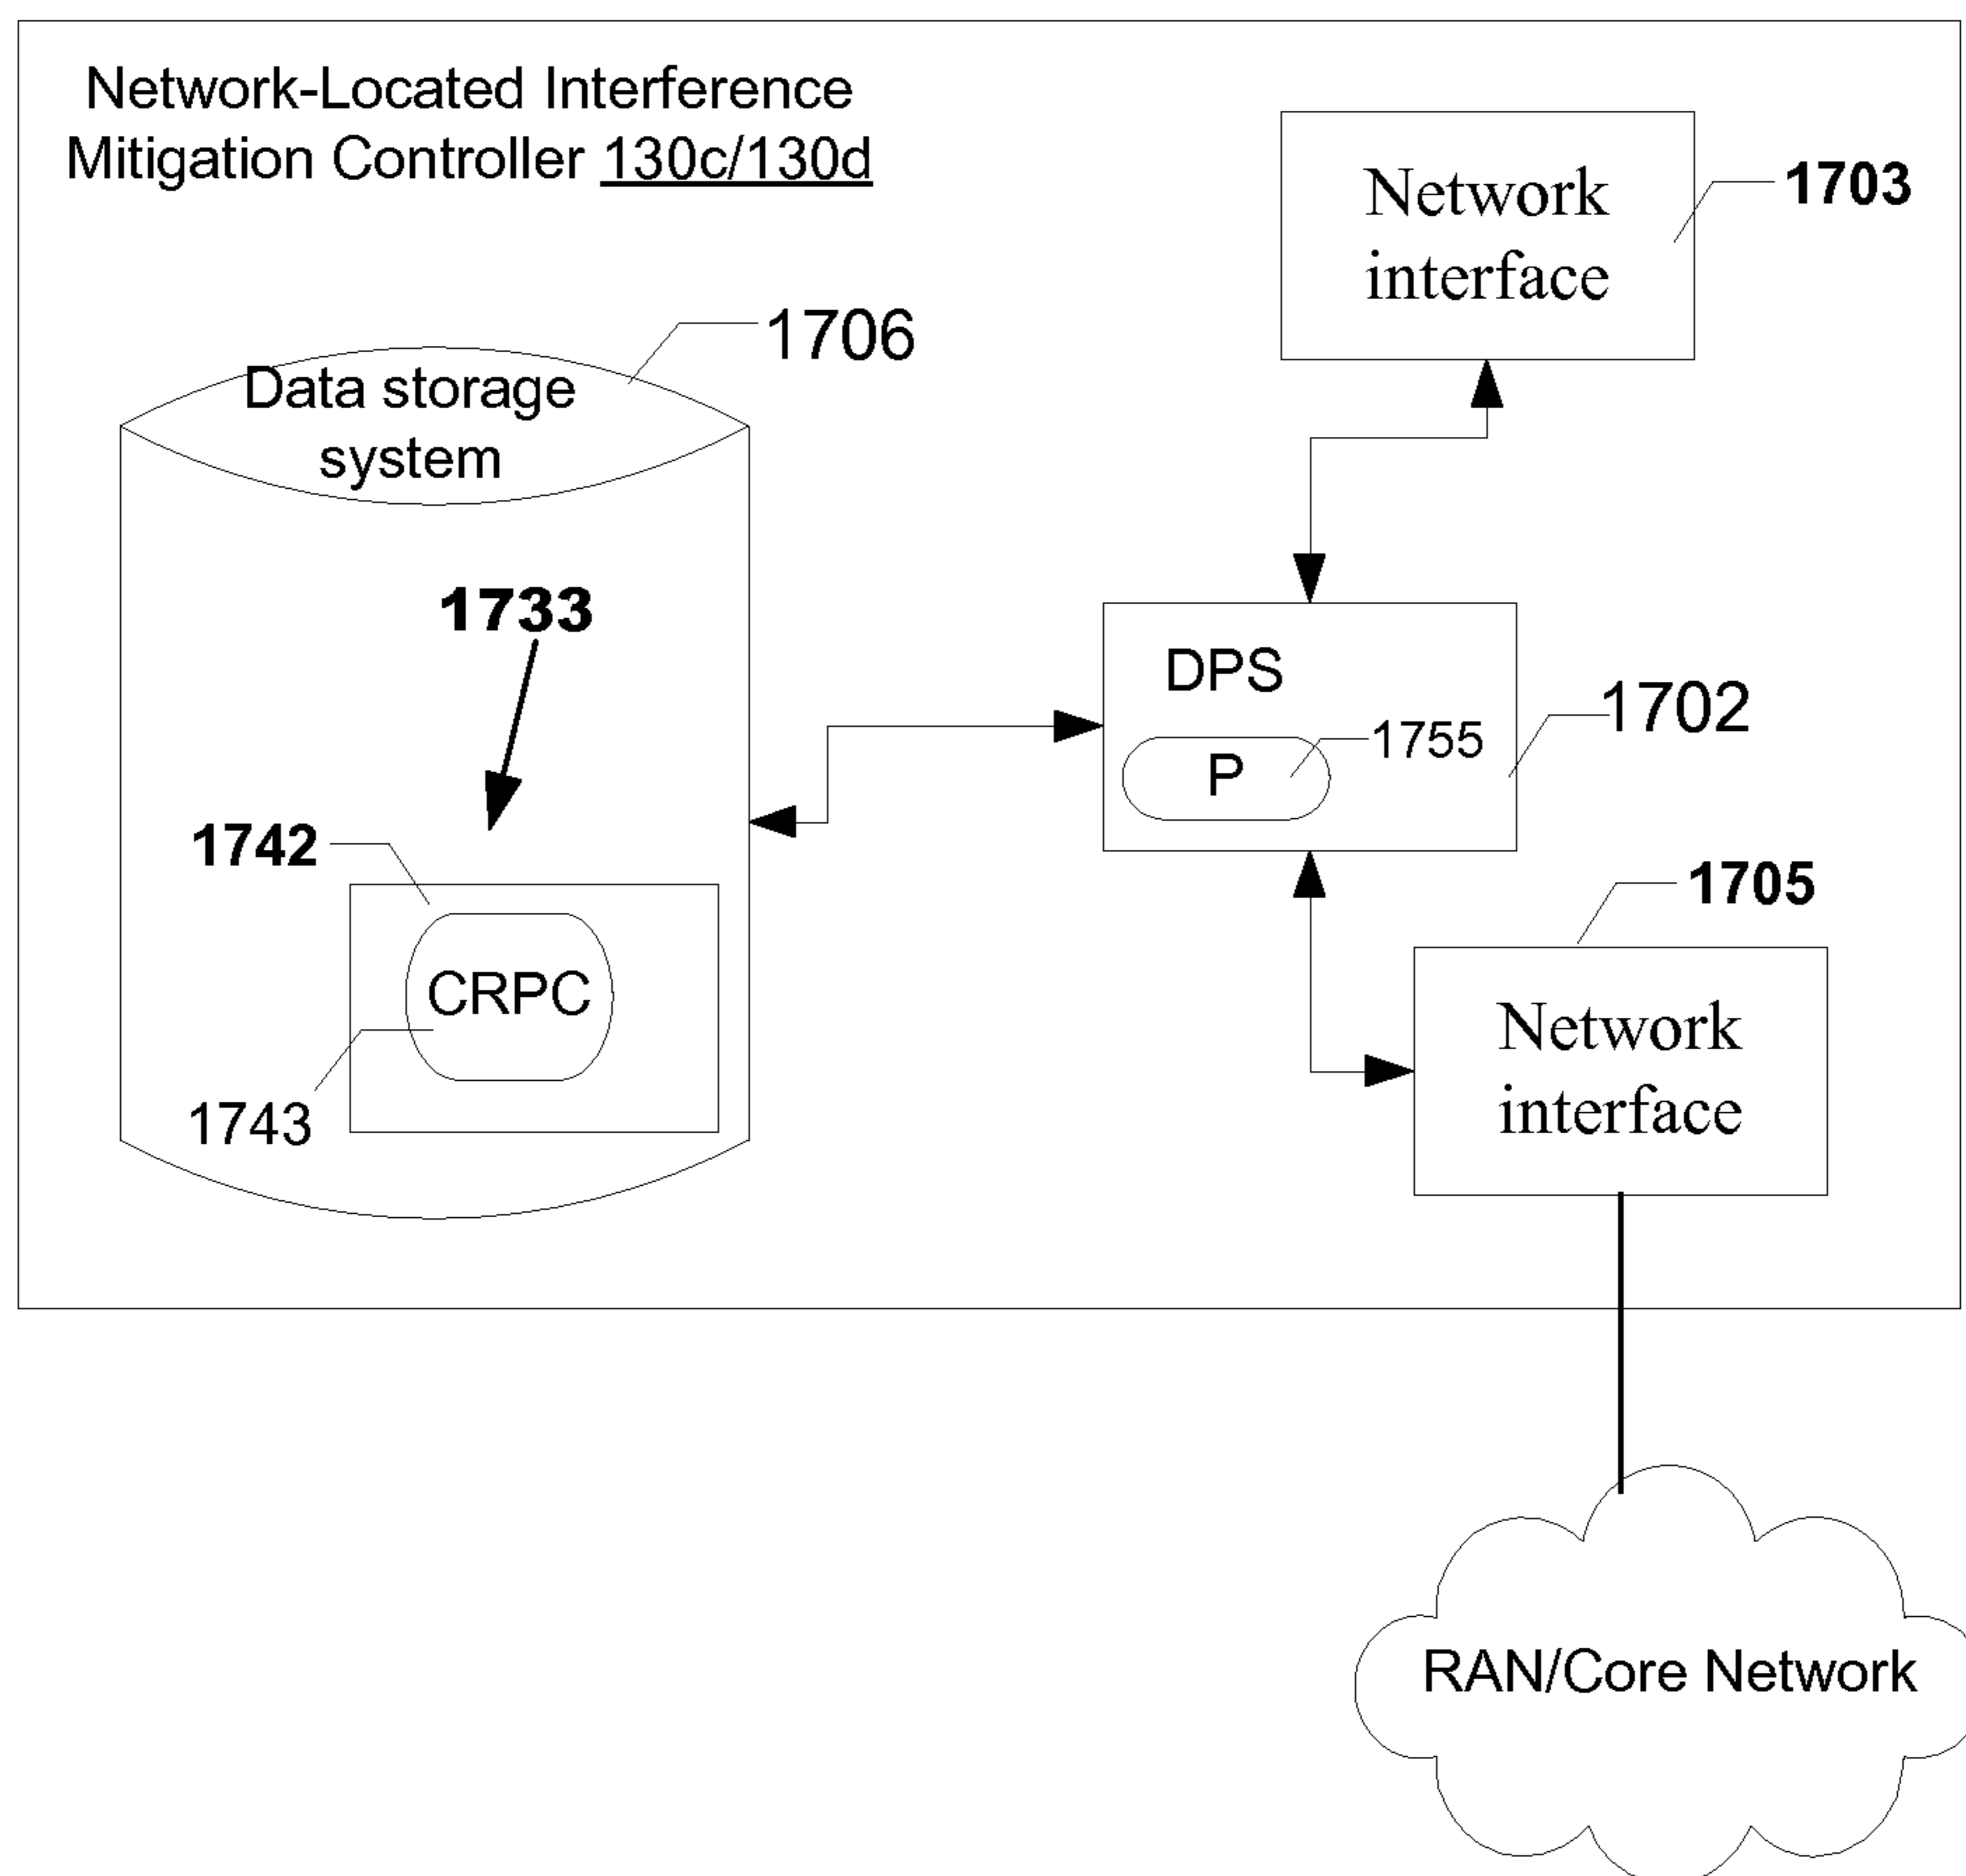 Network-Located Interference
Mitigation Controller 130c/130d
Network
interface
1703
1706
Data storage
system
1733
DPS
1702
1755
P
1742
1705
CRPC
Network
interface
1743
RAN/Core Network